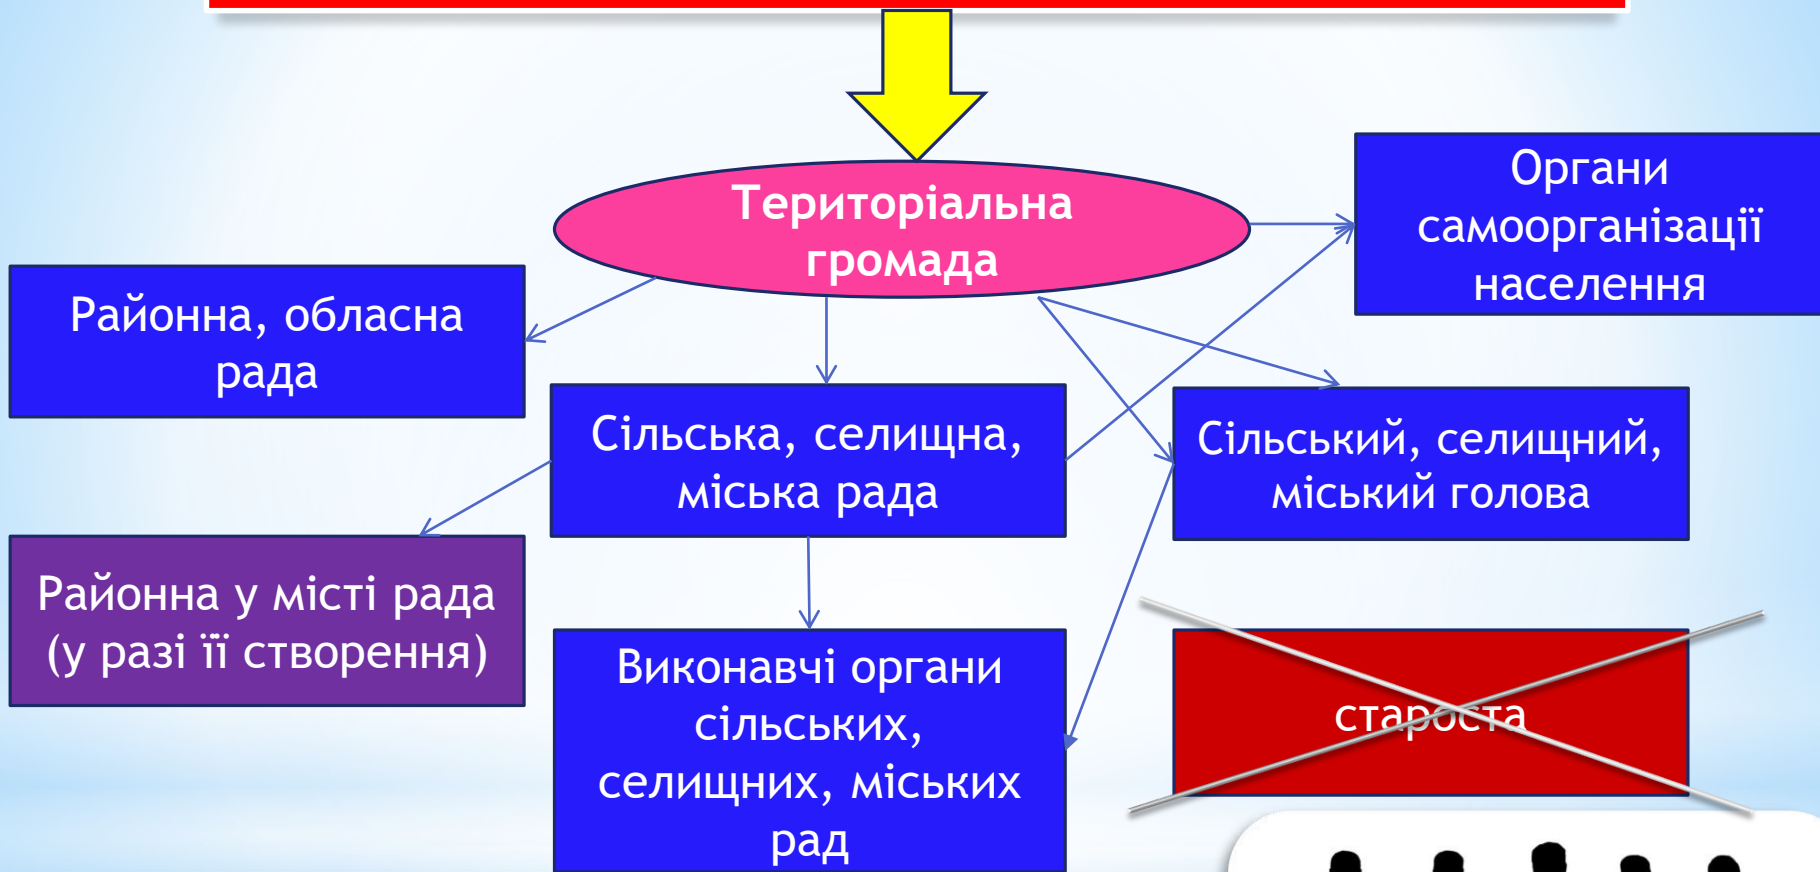 Територіальна
громада
Органи
самоорганізації
населення
Районна, обласна
рада
Сільська, селищна,
міська рада
Сільський, селищний,
міський голова
Районна у місті рада
(у разі її створення)
Виконавчі органи
сільських,
селищних, міських
рад
староста